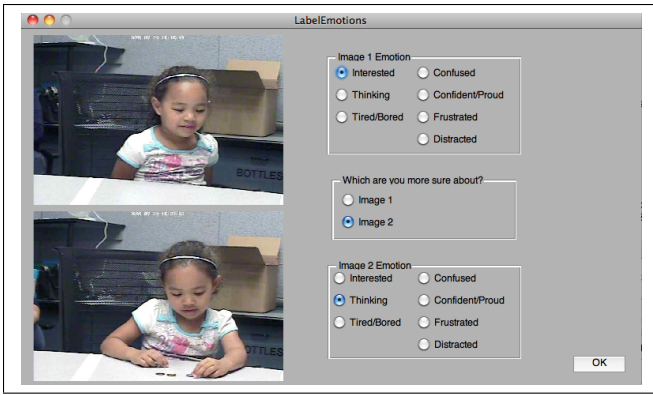 LabelEmotions
Image 1 Emotion
Interested Confused
Thinking Confident/Proud
Tired/Bored Frustrated
Distracted
BOTTLES
Which are you more sure about?
Image 1
Image 2
Image 2 Emotion
Interested Confused
Thinking Confident/Proud
Tired/Bored Frustrated
Distracted
OTTLES
OK